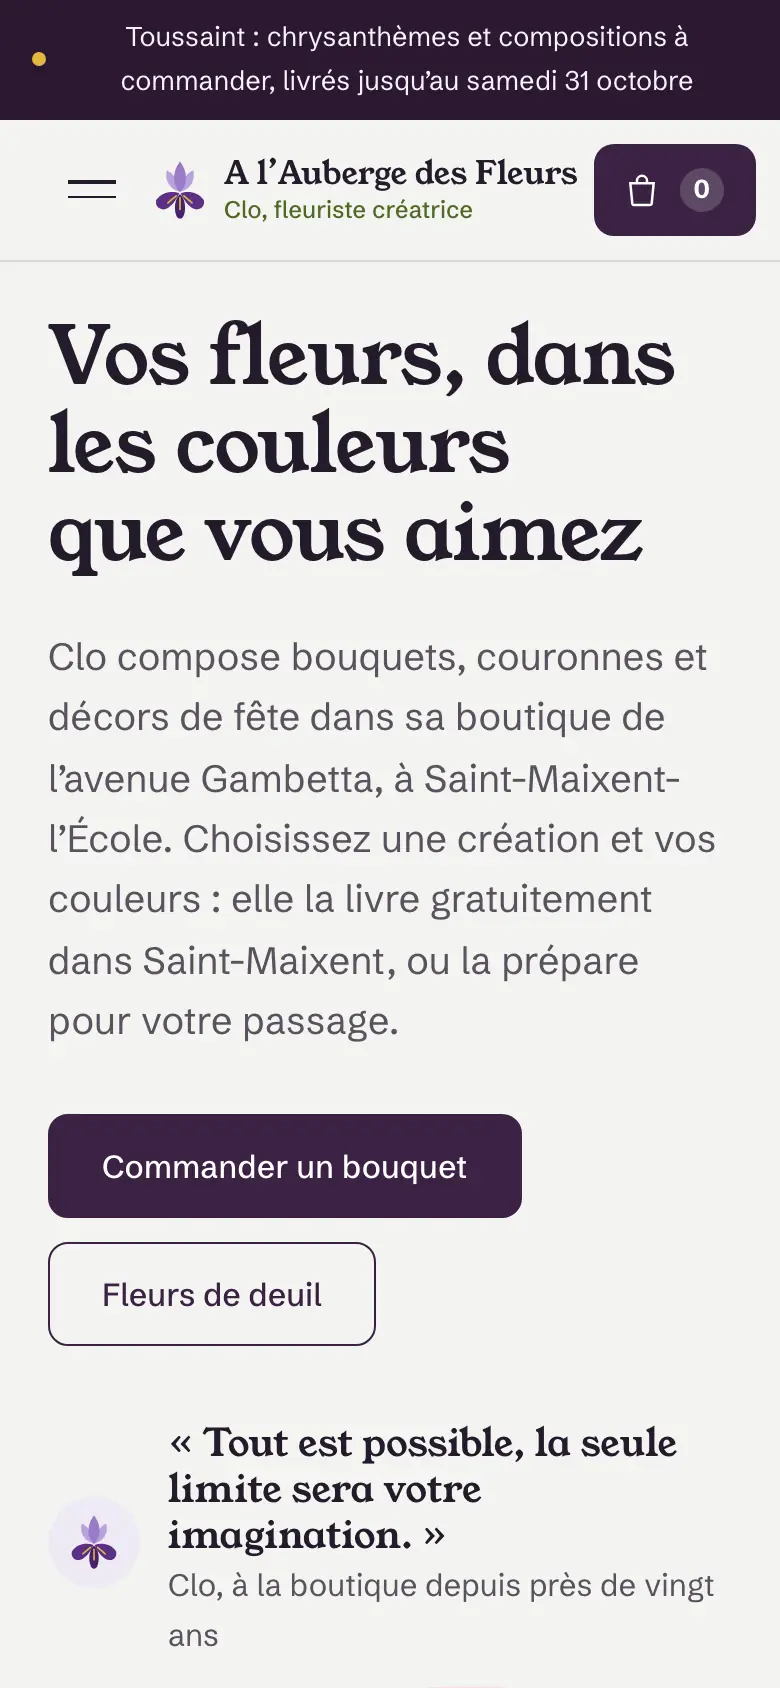 Toussaint : chrysanthèmes et compositions à
commander, livrés jusqu’au samedi 31 octobre
A l’Auberge des Fleurs
Clo, fleuriste créatrice
0
Vos fleurs, dans
les couleurs
que vous aimez
Clo compose bouquets, couronnes et
décors de fête dans sa boutique de
l’avenue Gambetta, à Saint-Maixent-
l’École. Choisissez une création et vos
couleurs : elle la livre gratuitement
dans Saint-Maixent, ou la prépare
pour votre passage.
Commander un bouquet
Fleurs de deuil
« Tout est possible, la seule
limite sera votre
imagination. »
Clo, à la boutique depuis près de vingt
ans